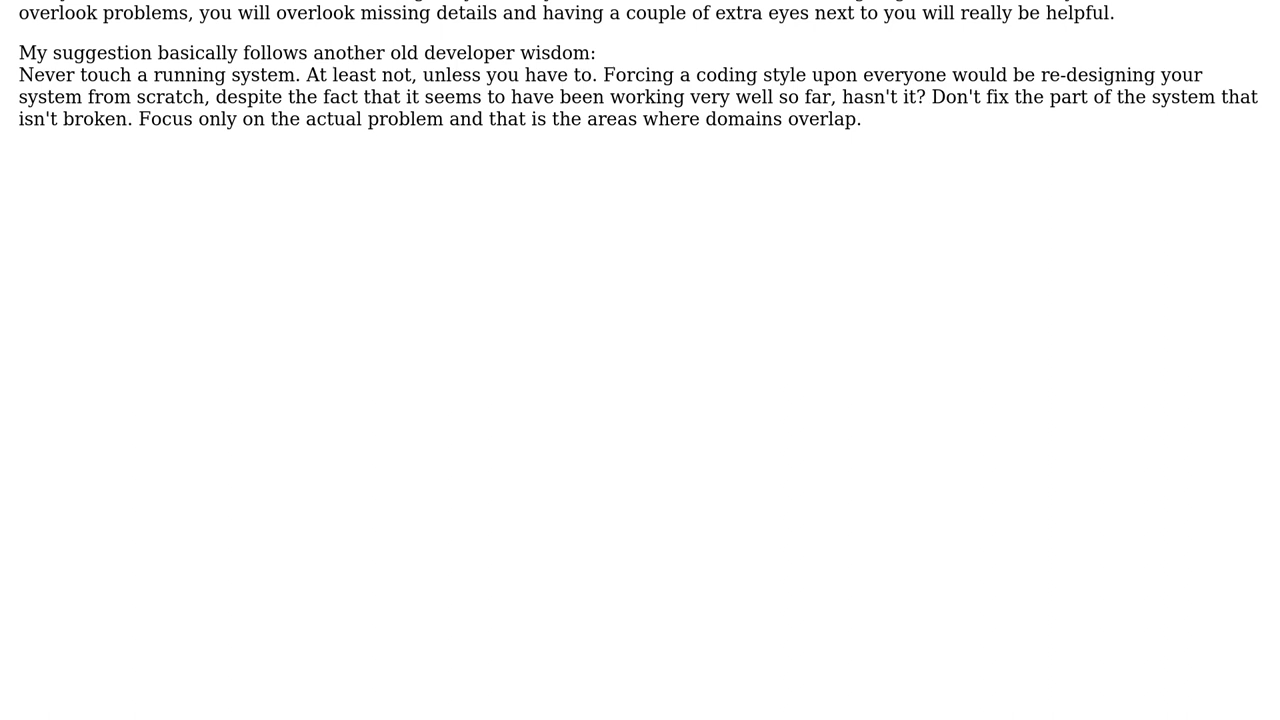 overlook problems, you will overlook missing details and having a couple of extra eyes next to you will really be helpful.
My suggestion basically follows another old developer wisdom:
Never touch a running system. At least not, unless you have to. Forcing a coding style upon everyone would be re-designing your
system from scratch, despite the fact that it seems to have been working very well so far, hasn't it? Don't fix the part of the system that
isn't broken. Focus only on the actual problem and that is the areas where domains overlap.